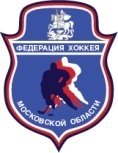 ФЕДЕРАЦИЯ ХОККЕЯ
МОСКОВСКОЙ ОБЛАСТИ